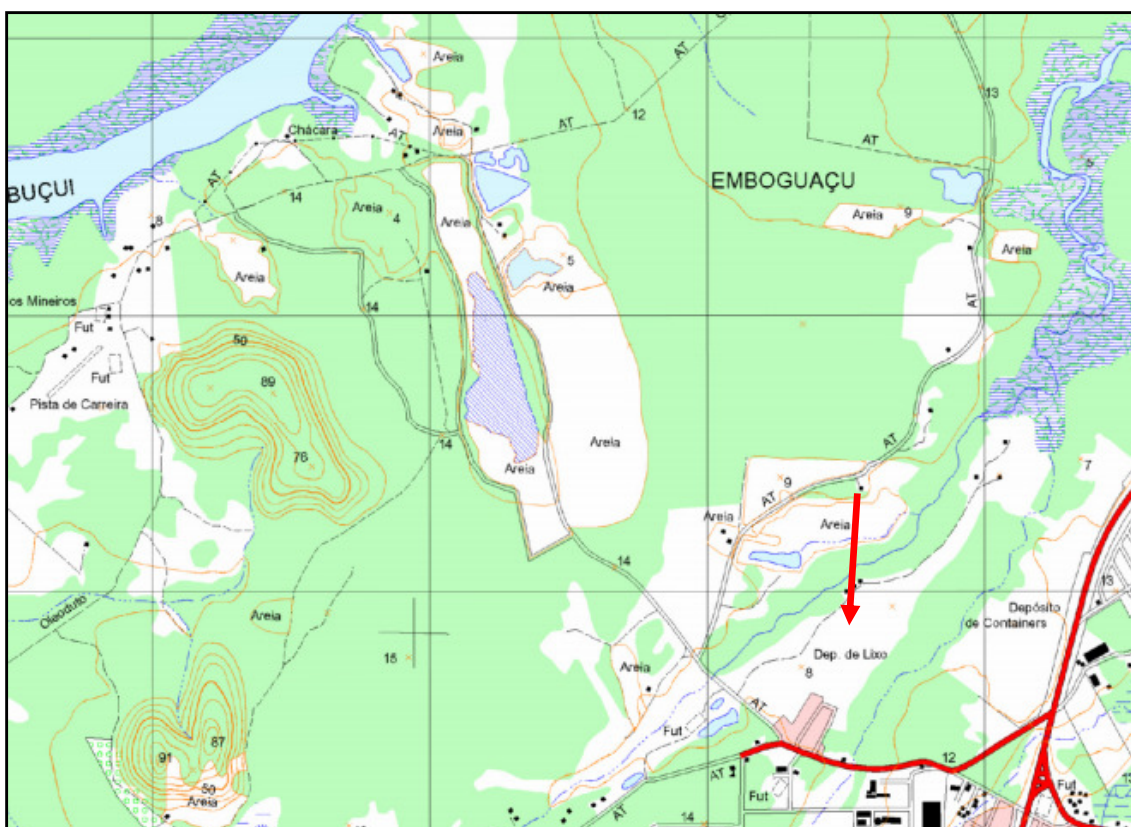 Areia
13
12
AT
Chácara
AT
Areia
AT
AT
5
BUÇUI
14
EMBOGUAÇU
Areia
4
Areia
Areia
9
8
Areia
Areia
5
Areia
os Mineiros
14
AT
Fut
50
89
Fut
Pista de Carreira
76
14
Areia
AT
Areia
7
9
AT
Areia
Areia
14
13
Oleoduto
Areia
Depósito
de Containers
15
Dep. de Lixo
Areia
8
AT
Fut
87
91
12
50
Areia
AT
Fut
Fut
14